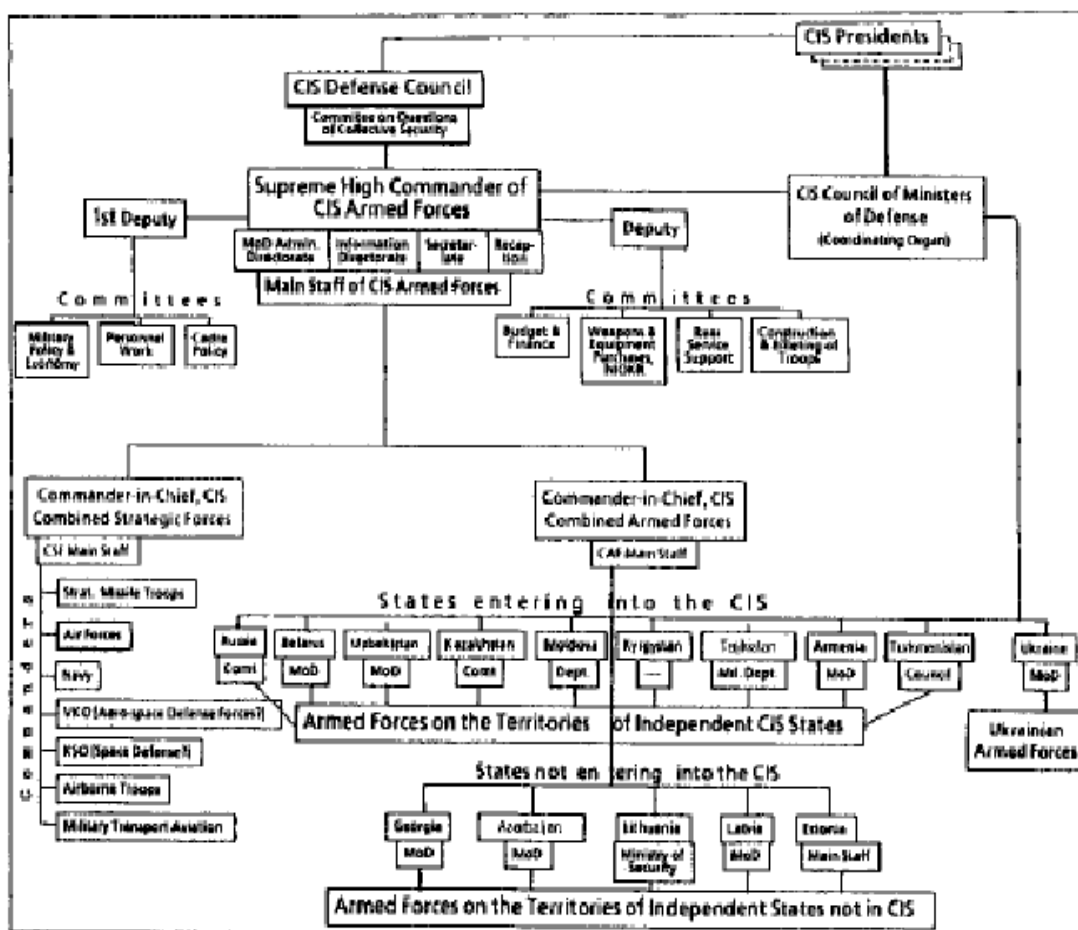 CIS Presidents
CIS Defense Council
Committee on Questions
of Collective Security
Supreme High Commander of
CIS Armed Forces
CIS Council of Ministers
of Defense
(Coordinating Organ)
1st Deputy
Deputy
MoD Admin.
Directorate
Information
Directorate
Secretar-
iate
Recep-
tion
Main Staff of CIS Armed Forces
Committees
Military
Policy &
Economy
Personnel
Work
Cadre
Policy
Committees
Budget &
Finance
Weapons &
Equipment
Purchases,
NIOKR
Rear
Service
Support
Construction
& Billeting of
Troops
Commander-in-Chief, CIS
Combined Strategic Forces
CSF Main Staff
Commander-in-Chief, CIS
Combined Armed Forces
CAF Main Staff
Strat. Missile Troops
Air Forces
Navy
VKO (Aerospace Defense Forces?)
KSO (Space Defense?)
Airborne Troops
Military Transport Aviation
States entering into the CIS
Russia
Comt
Belarus
MoD
Uzbekistan
MoD
Kazakhstan
Comt
Moldova
Dept.
Kyrgystan
----
Tajikistan
Mil. Dept.
Armenia
MoD
Turkmenistan
Council
Ukraine
MoD
Armed Forces on the Territories of Independent CIS States
Ukrainian
Armed Forces
States not entering into the CIS
Georgia
MoD
Azerbaijan
MoD
Lithuania
Ministry of
Security
Latvia
MoD
Estonia
Main Staff
Armed Forces on the Territories of Independent States not in CIS